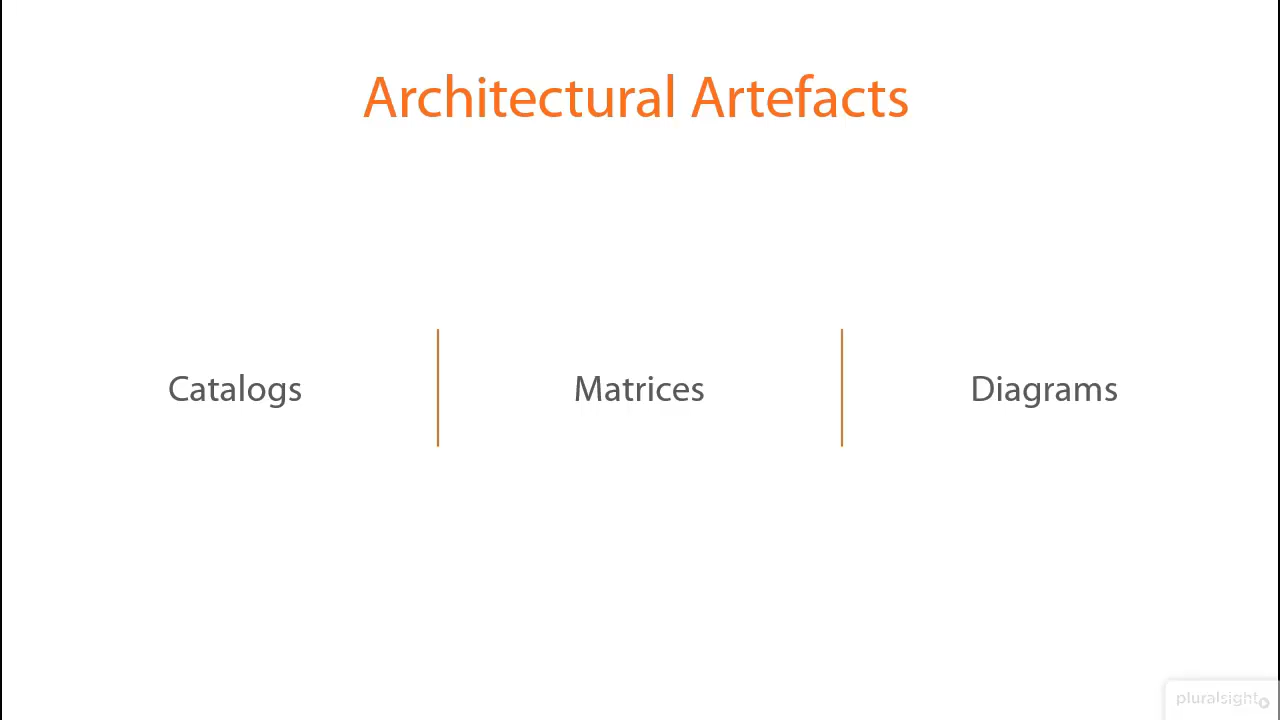 Architectural Artefacts
Catalogs
Matrices
Diagrams
pluralsight